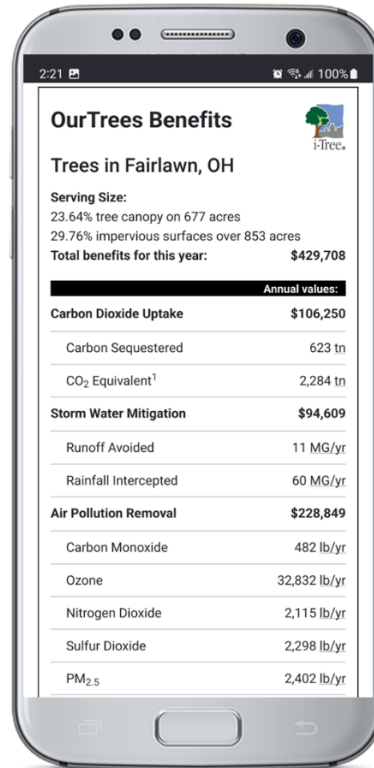 2:21 100%
OurTrees Benefits
i-Tree®
Trees in Fairlawn, OH
Serving Size:
23.64% tree canopy on 677 acres
29.76% impervious surfaces over 853 acres
Total benefits for this year: $429,708
Annual values:
Carbon Dioxide Uptake $106,250
Carbon Sequestered 623 tn
CO₂ Equivalent¹ 2,284 tn
Storm Water Mitigation $94,609
Runoff Avoided 11 MG/yr
Rainfall Intercepted 60 MG/yr
Air Pollution Removal $228,849
Carbon Monoxide 482 lb/yr
Ozone 32,832 lb/yr
Nitrogen Dioxide 2,115 lb/yr
Sulfur Dioxide 2,298 lb/yr
PM₂.₅ 2,402 lb/yr